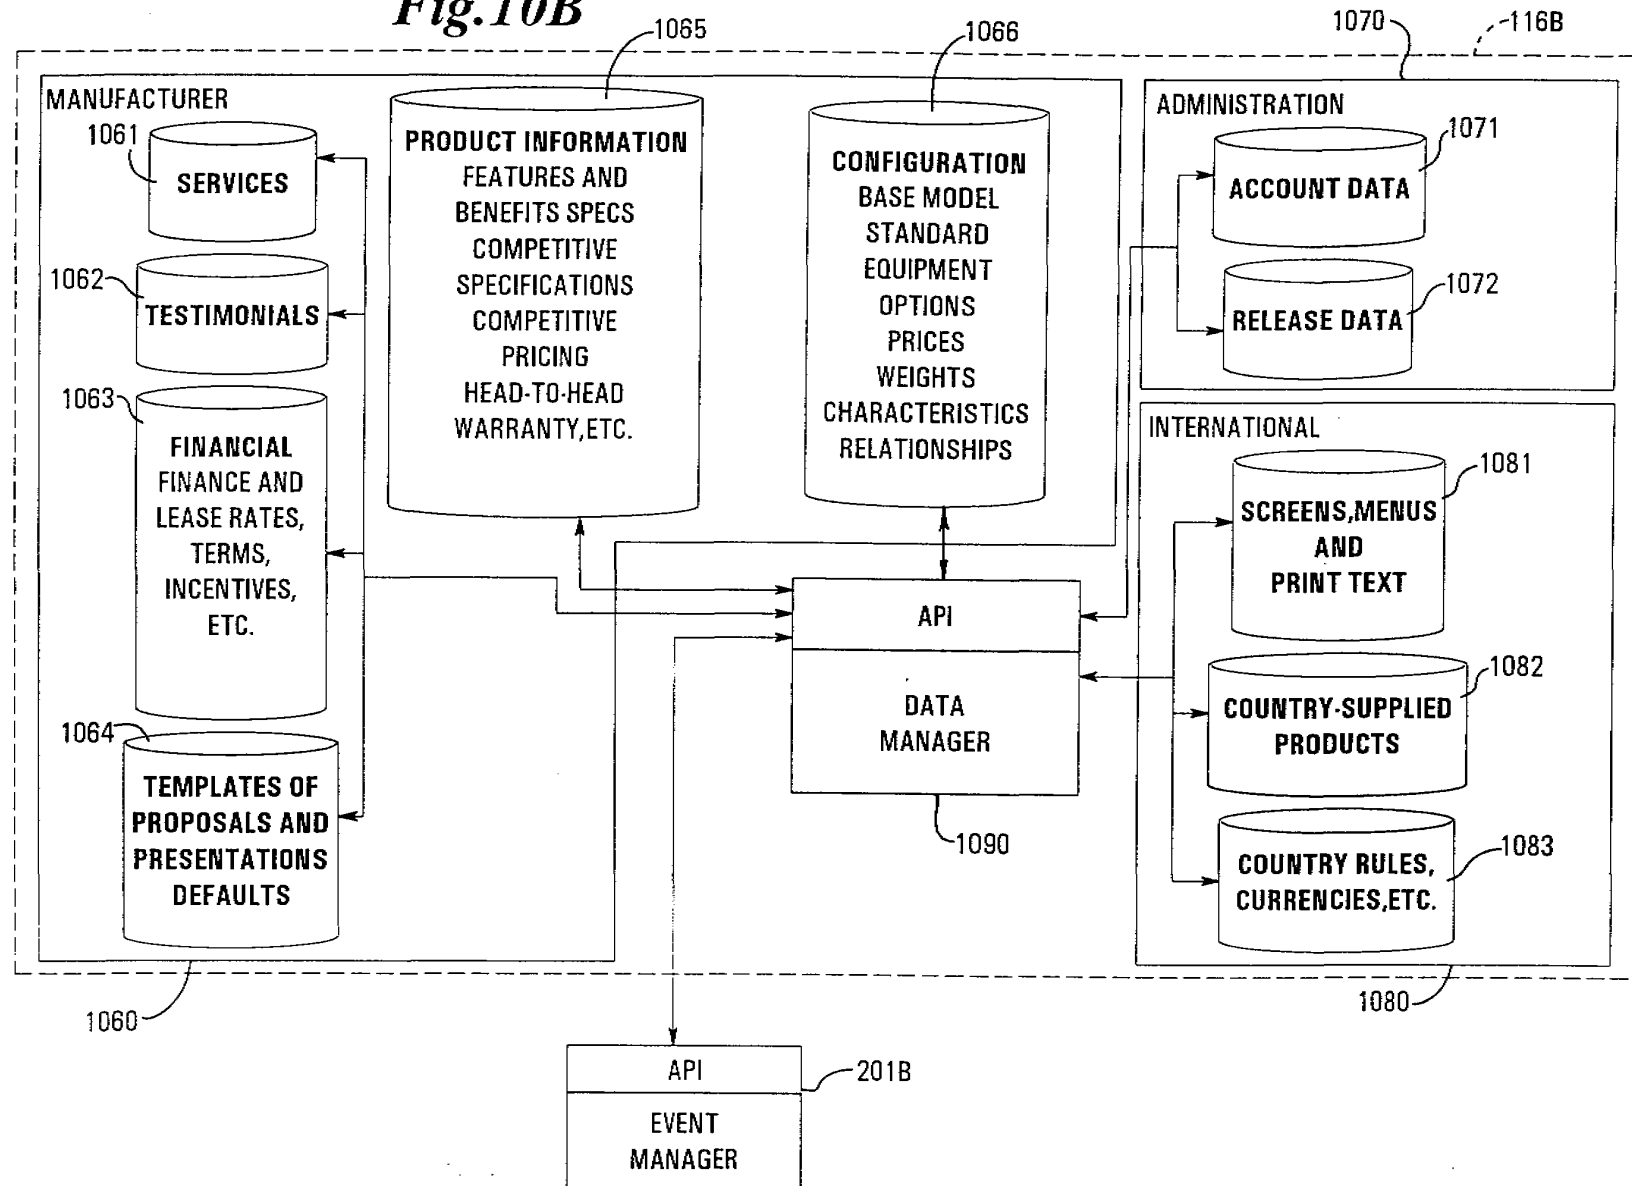 Fig.10B
1065
1066
1070
116B
MANUFACTURER
1061
SERVICES
1062
TESTIMONIALS
1063
FINANCIAL
FINANCE AND
LEASE RATES,
TERMS,
INCENTIVES,
ETC.
1064
TEMPLATES OF
PROPOSALS AND
PRESENTATIONS
DEFAULTS
PRODUCT INFORMATION
FEATURES AND
BENEFITS SPECS
COMPETITIVE
SPECIFICATIONS
COMPETITIVE
PRICING
HEAD-TO-HEAD
WARRANTY,ETC.
CONFIGURATION
BASE MODEL
STANDARD
EQUIPMENT
OPTIONS
PRICES
WEIGHTS
CHARACTERISTICS
RELATIONSHIPS
ADMINISTRATION
1071
ACCOUNT DATA
1072
RELEASE DATA
INTERNATIONAL
1081
SCREENS,MENUS
AND
PRINT TEXT
1082
COUNTRY-SUPPLIED
PRODUCTS
1083
COUNTRY RULES,
CURRENCIES,ETC.
API
DATA
MANAGER
1090
1060
1080
API
201B
EVENT
MANAGER